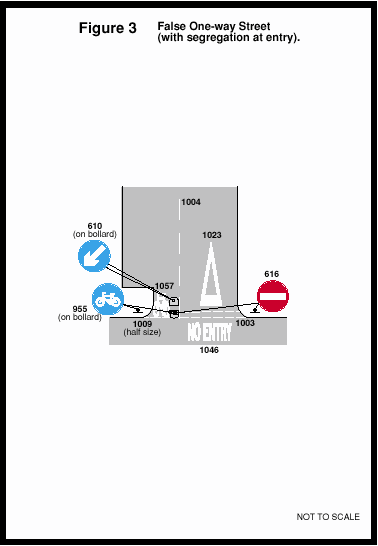 Figure 3
False One-way Street
(with segregation at entry).
1004
610
(on bollard)
1023
616
1057
955
(on bollard)
1009
(half size)
1003
NO ENTRY
1046
NOT TO SCALE